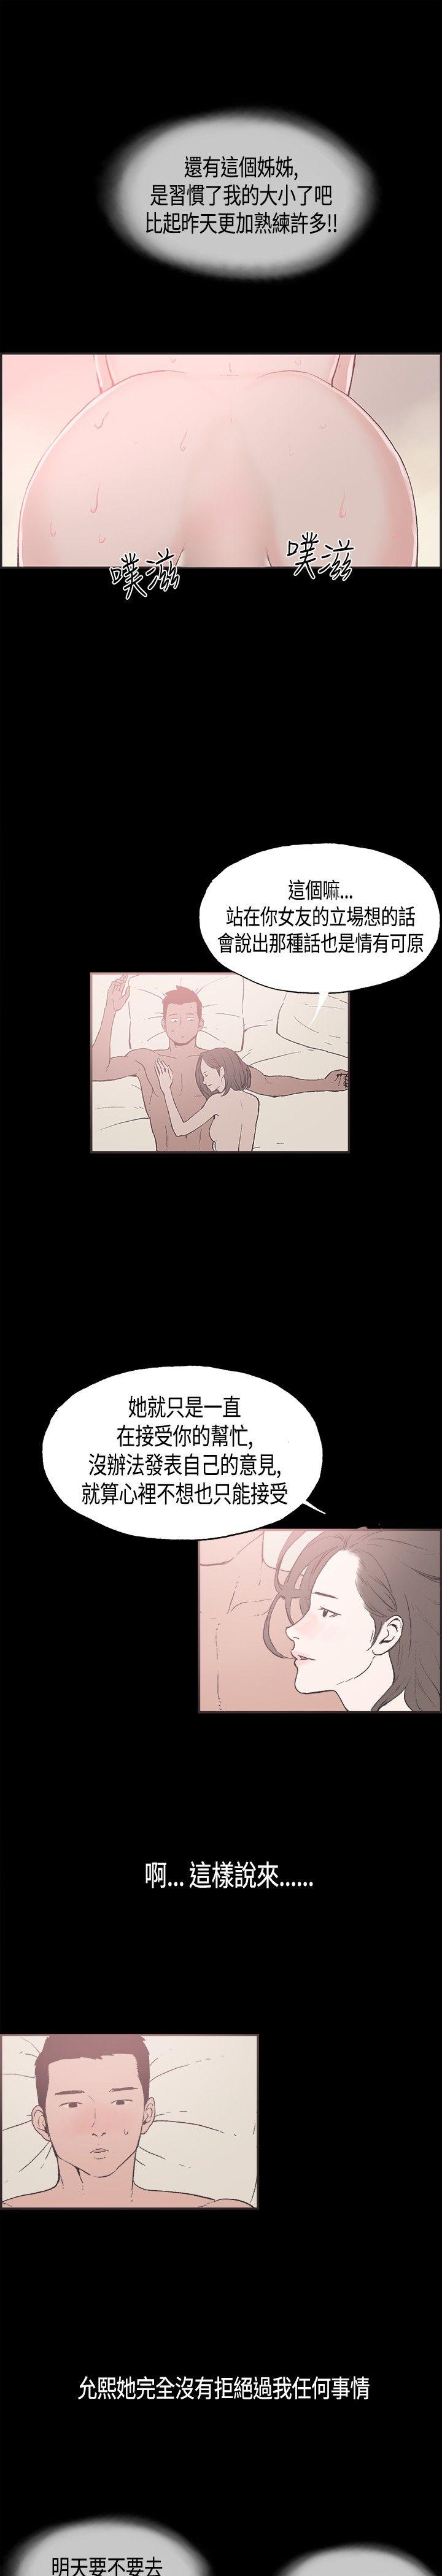 還有這個姊姊,
是習慣了我的大小了吧
比起昨天更加熟練許多!!
噗滋
噗滋
這個嘛...
站在你女友的立場想的話
會說出那種話也是情有可原
她就只是一直
在接受你的幫忙,
沒辦法發表自己的意見,
就算心裡不想也只能接受
啊... 這樣說來......
允熙她完全沒有拒絕過我任何事情
明天要不要去